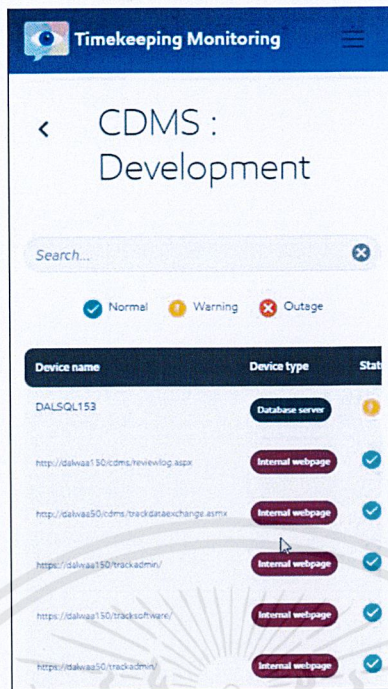 Timekeeping Monitoring
CDMS :
Development
Search...
Normal Warning Outage
Device name Device type Stat
DALSQL153 Database server
http://dalwaa150/cdms/reviewlog.aspx Internal webpage
http://dalwaa50/cdms/trackdataexchange.asmx Internal webpage
https://dalwaa150/trackadmin/ Internal webpage
https://dalwaa150/tracksoftware/ Internal webpage
https://dalwaa50/trackadmin/ Internal webpage